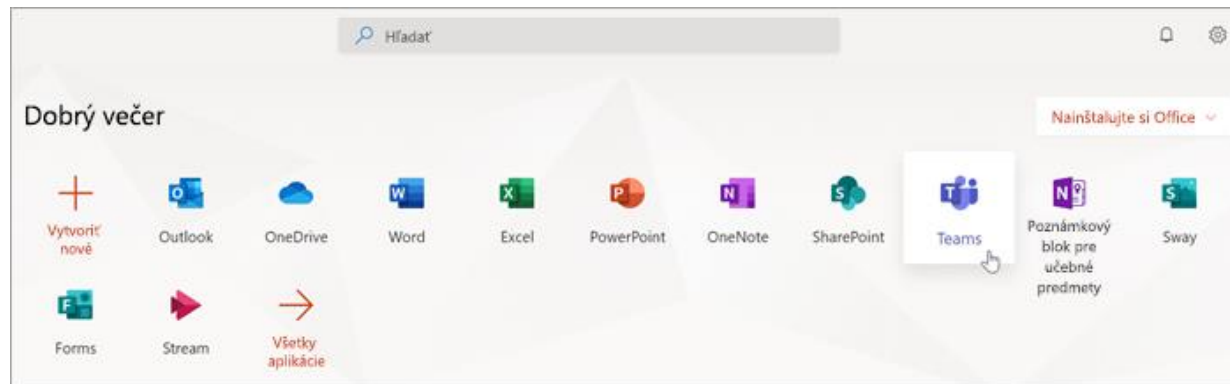 Hľadať
Dobrý večer
Nainštalujte si Office
Vytvoriť
nové
Outlook
OneDrive
Word
Excel
PowerPoint
OneNote
SharePoint
Teams
Poznámkový
blok pre
učebné
predmety
Sway
Forms
Stream
Všetky
aplikácie